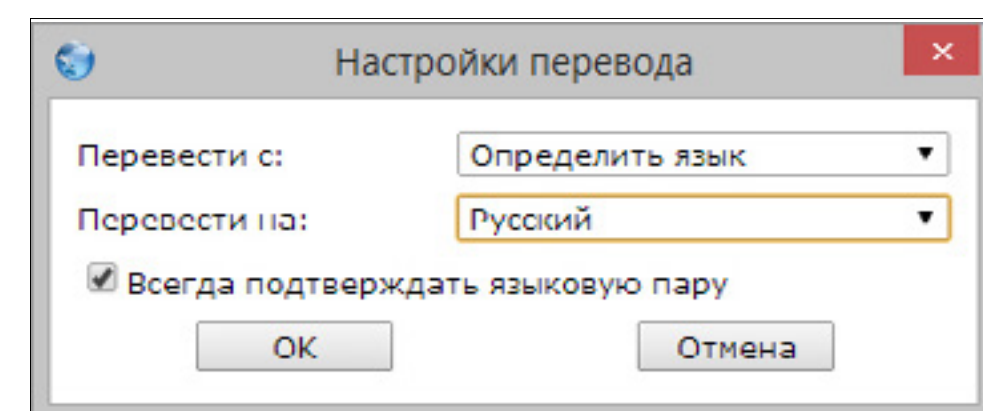 Настройки перевода
Перевести с: Определить язык
Перевести на: Русский
Всегда подтверждать языковую пару
OK Отмена